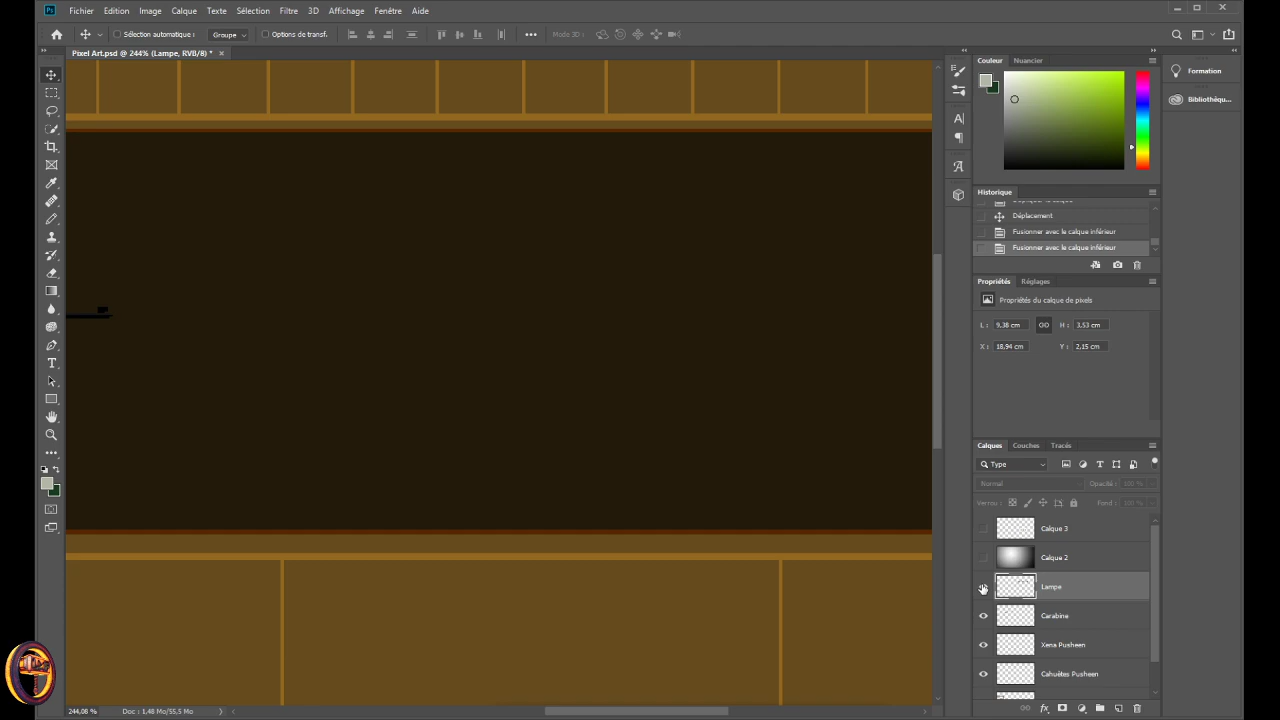 Fichier Edition Image Calque Texte Sélection Filtre 3D Affichage Fenêtre Aide
Sélection automatique : Groupe Options de transf. Mode 3D :
Pixel Art.psd @ 244% (Lampe, RVB/8) * ×
Couleur Nuancier
Formation
Bibliothèqu...
Historique
Déplacement
Fusionner avec le calque inférieur
Fusionner avec le calque inférieur
Propriétés Réglages
Propriétés du calque de pixels
L : 9,38 cm H : 3,53 cm
X : 18,94 cm Y : 2,15 cm
Calques Couches Tracés
Type
Normal Opacité : 100 %
Verrou : Fond : 100 %
Calque 3
Calque 2
Lampe
Carabine
Xena Pusheen
Cahuètes Pusheen
244,08 % Doc : 1,48 Mo/55,5 Mo